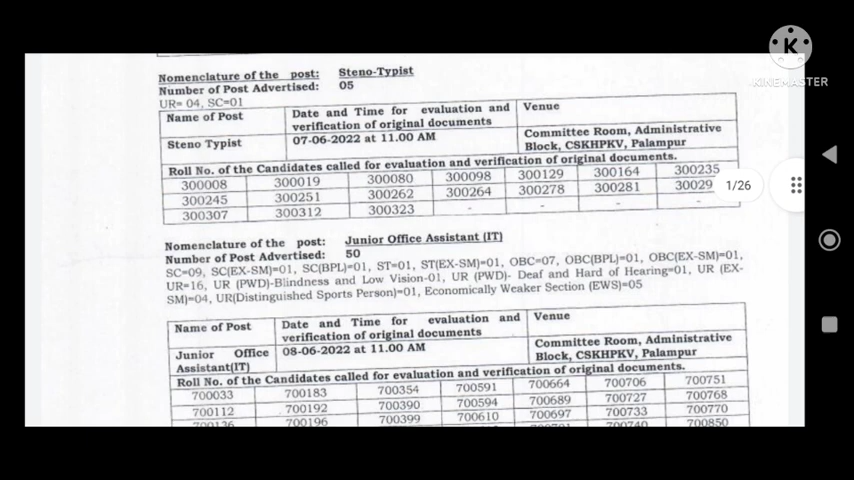 KINEMASTER
Nomenclature of the post: Steno-Typist
Number of Post Advertised: 05
UR= 04, SC=01
Name of Post Date and Time for evaluation and verification of original documents Venue
Steno Typist 07-06-2022 at 11.00 AM Committee Room, Administrative Block, CSKHPKV, Palampur
Roll No. of the Candidates called for evaluation and verification of original documents.
300008 300019 300080 300098 300129 300164 300235
300245 300251 300262 300264 300278 300281
300307 300312 300323 - - - -
1/26
Nomenclature of the post: Junior Office Assistant (IT)
Number of Post Advertised: 50
SC=09, SC(EX-SM)=01, SC(BPL)=01, ST=01, ST(EX-SM)=01, OBC=07, OBC(BPL)=01, OBC(EX-SM)=01,
UR=16, UR (PWD)-Blindness and Low Vision-01, UR (PWD)- Deaf and Hard of Hearing=01, UR (EX-
SM)=04, UR(Distinguished Sports Person)=01, Economically Weaker Section (EWS)=05
Name of Post Date and Time for evaluation and verification of original documents Venue
Junior Office Assistant(IT) 08-06-2022 at 11.00 AM Committee Room, Administrative Block, CSKHPKV, Palampur
Roll No. of the Candidates called for evaluation and verification of original documents.
700033 700183 700354 700591 700664 700706 700751
700112 700192 700390 700594 700689 700727 700768
700136 700196 700399 700610 700697 700733 700770
700740 700850